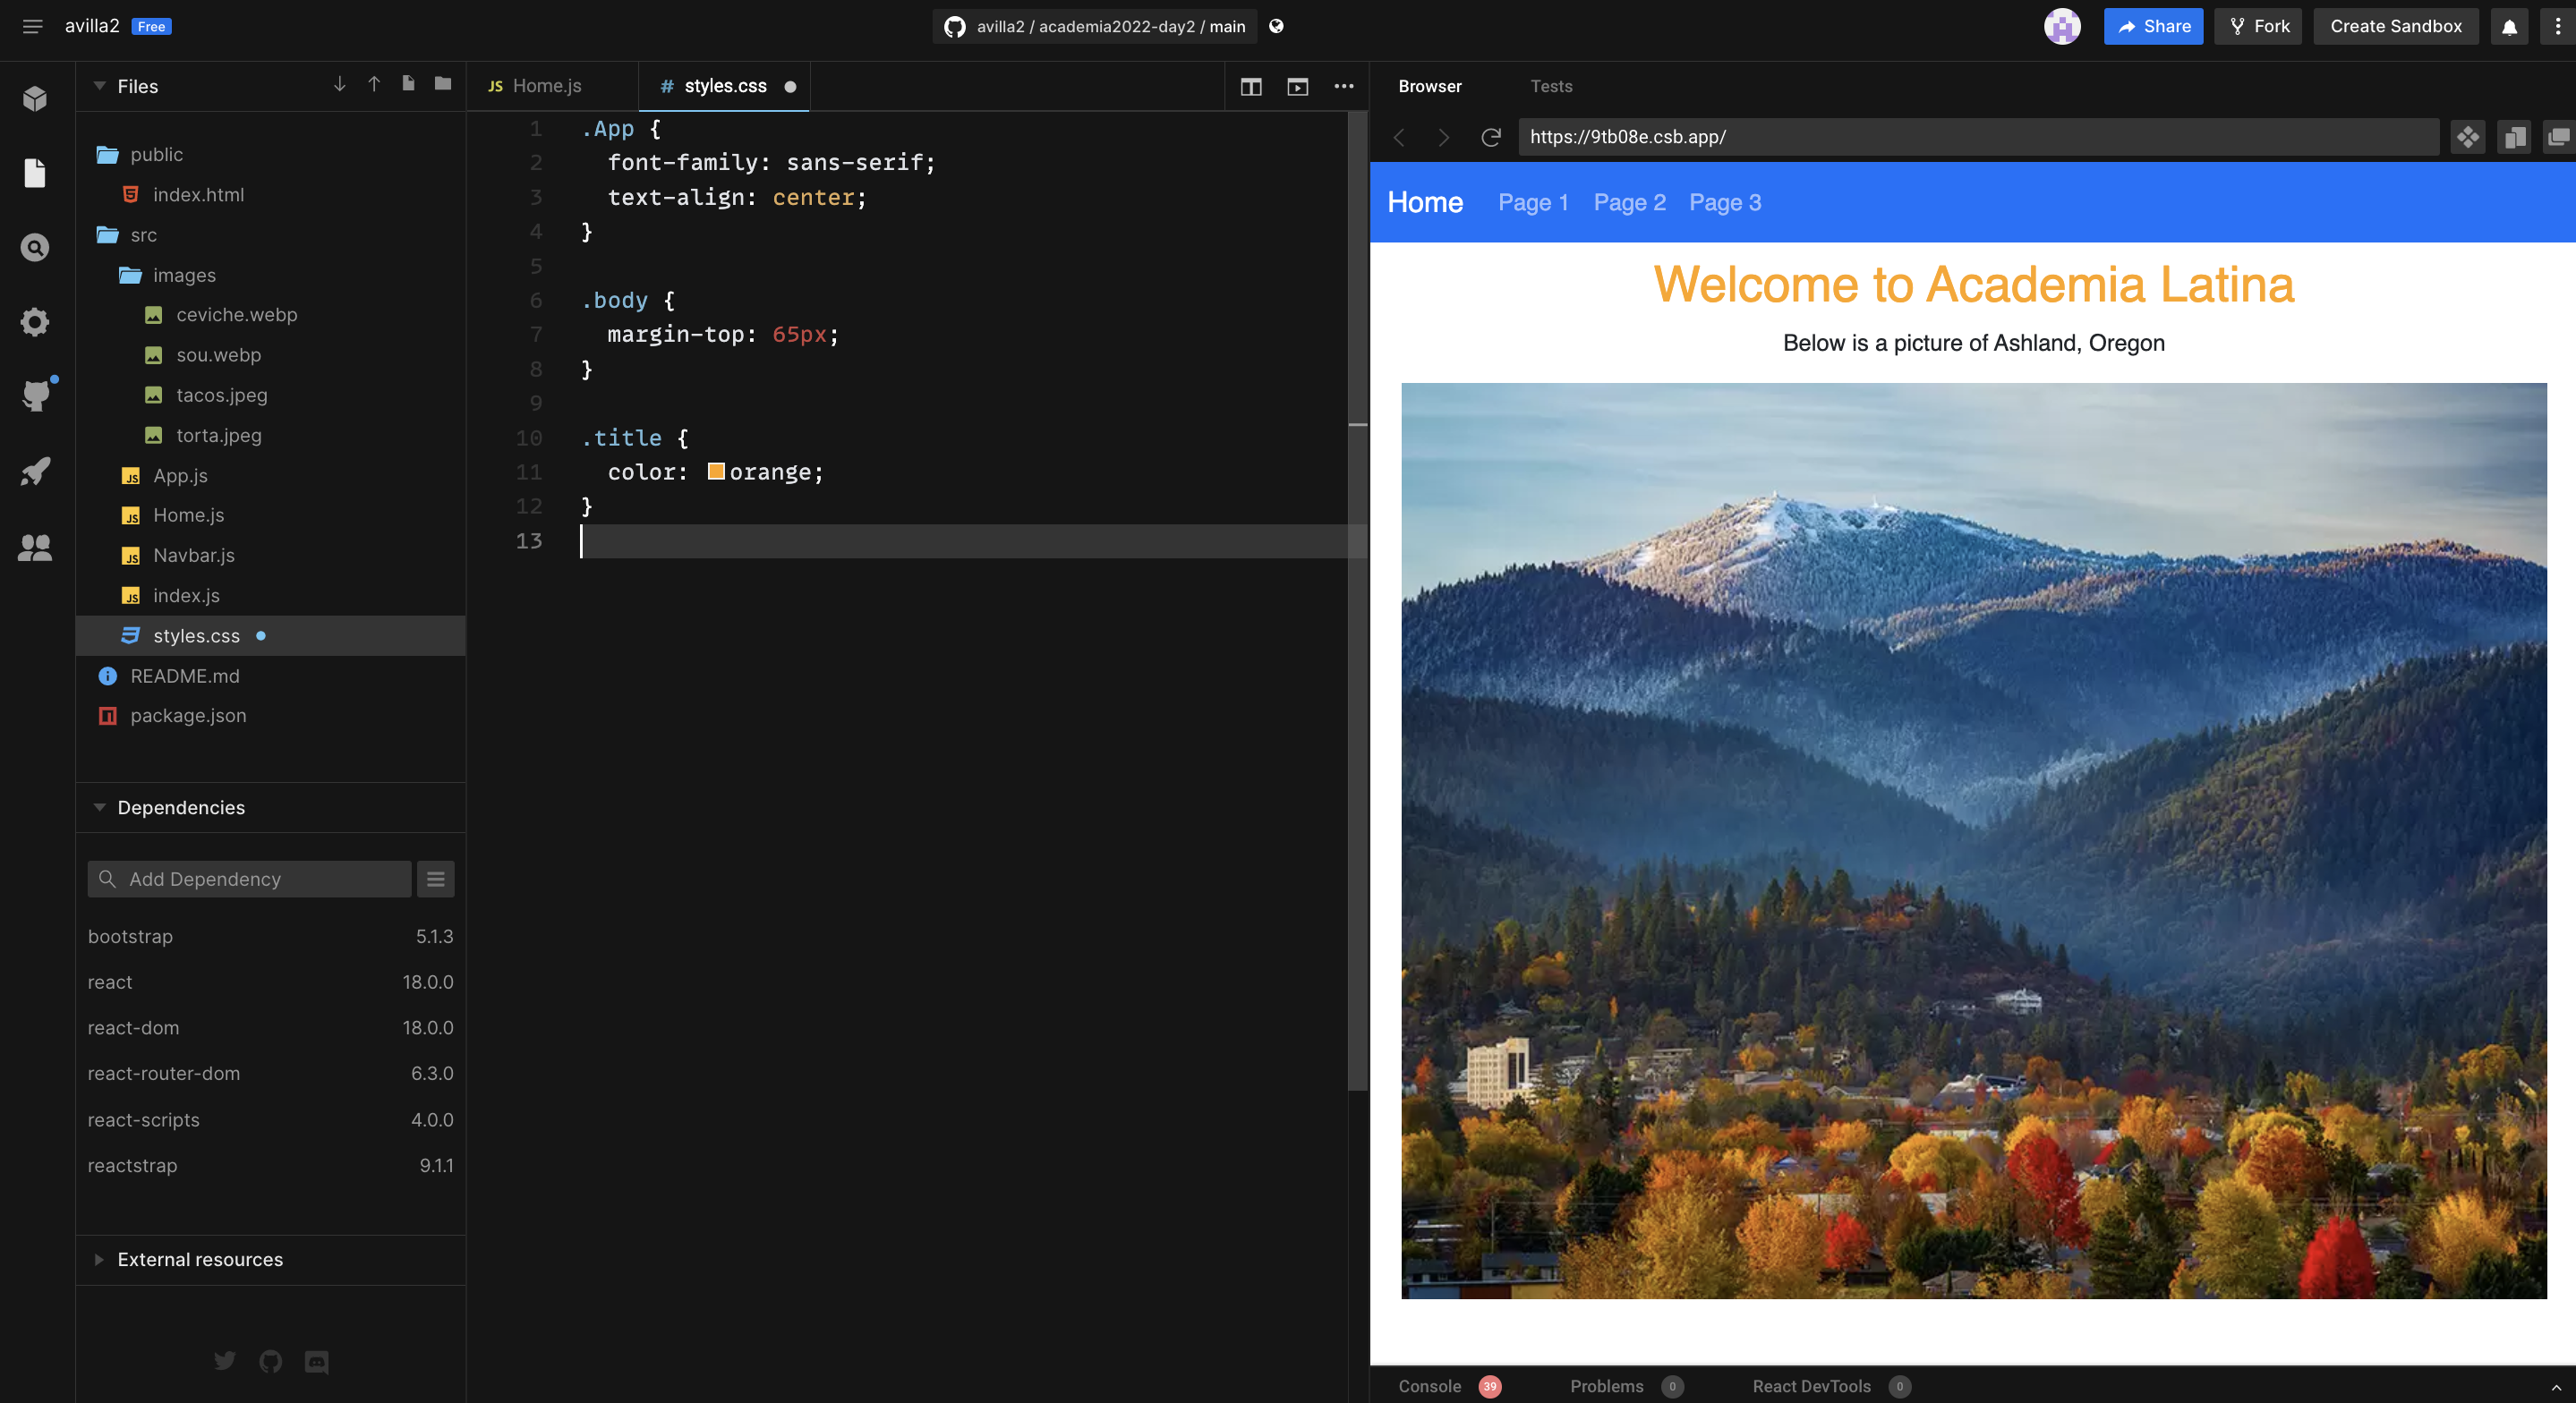 avilla2 Free
avilla2 / academia2022-day2 / main
Share
Fork
Create Sandbox
Files
public
index.html
src
images
ceviche.webp
sou.webp
tacos.jpeg
torta.jpeg
App.js
Home.js
Navbar.js
index.js
styles.css
README.md
package.json
Dependencies
Add Dependency
bootstrap 5.1.3
react 18.0.0
react-dom 18.0.0
react-router-dom 6.3.0
react-scripts 4.0.0
reactstrap 9.1.1
External resources
JS Home.js
# styles.css
1 .App {
2 font-family: sans-serif;
3 text-align: center;
4 }
5
6 .body {
7 margin-top: 65px;
8 }
9
10 .title {
11 color: orange;
12 }
13
Browser Tests
https://9tb08e.csb.app/
Home Page 1 Page 2 Page 3
Welcome to Academia Latina
Below is a picture of Ashland, Oregon
Console 39 Problems 0 React DevTools 0